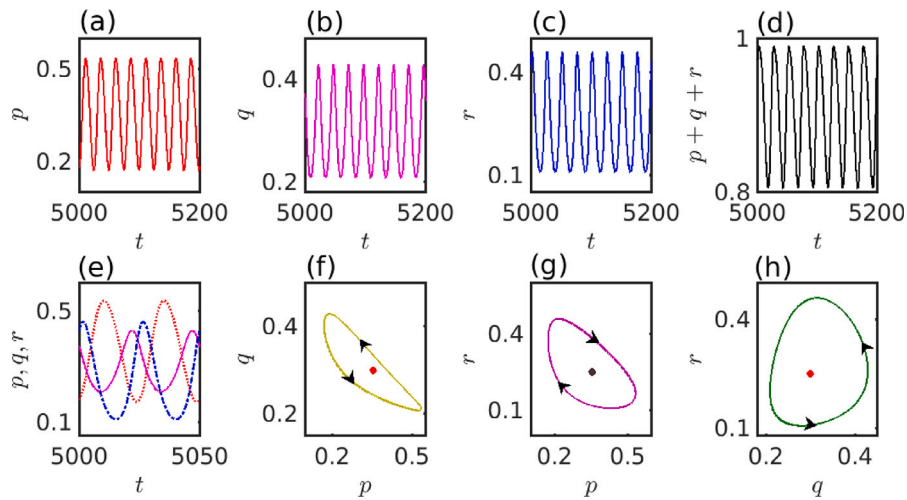 (a) (b) (c) (d)
p 0.5 0.2 5000 5200 t
q 0.4 0.2 5000 5200 t
r 0.4 0.1 5000 5200 t
p + q + r 1 0.8 5000 5200 t
(e) (f) (g) (h)
p, q, r 0.5 0.1 5000 5050 t
q 0.4 0.2 0.2 0.5 p
r 0.4 0.1 0.2 0.5 p
r 0.4 0.1 0.2 0.4 q